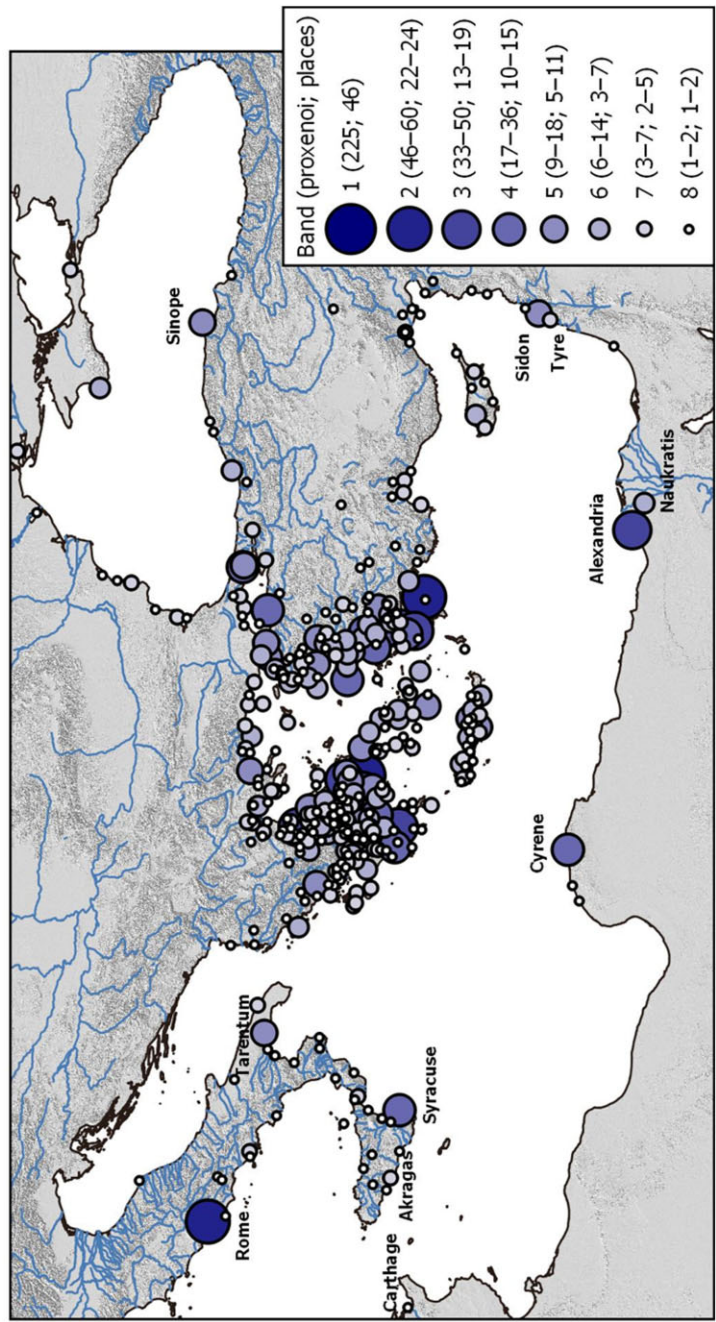 Band (proxenoi; places)
1 (225; 46)
2 (46–60; 22–24)
3 (33–50; 13–19)
4 (17–36; 10–15)
5 (9–18; 5–11)
6 (6–14; 3–7)
7 (3–7; 2–5)
8 (1–2; 1–2)
Sinope
Sidon
Tyre
Naukratis
Alexandria
Cyrene
Tarentum
Syracuse
Akragas
Rome
Carthage